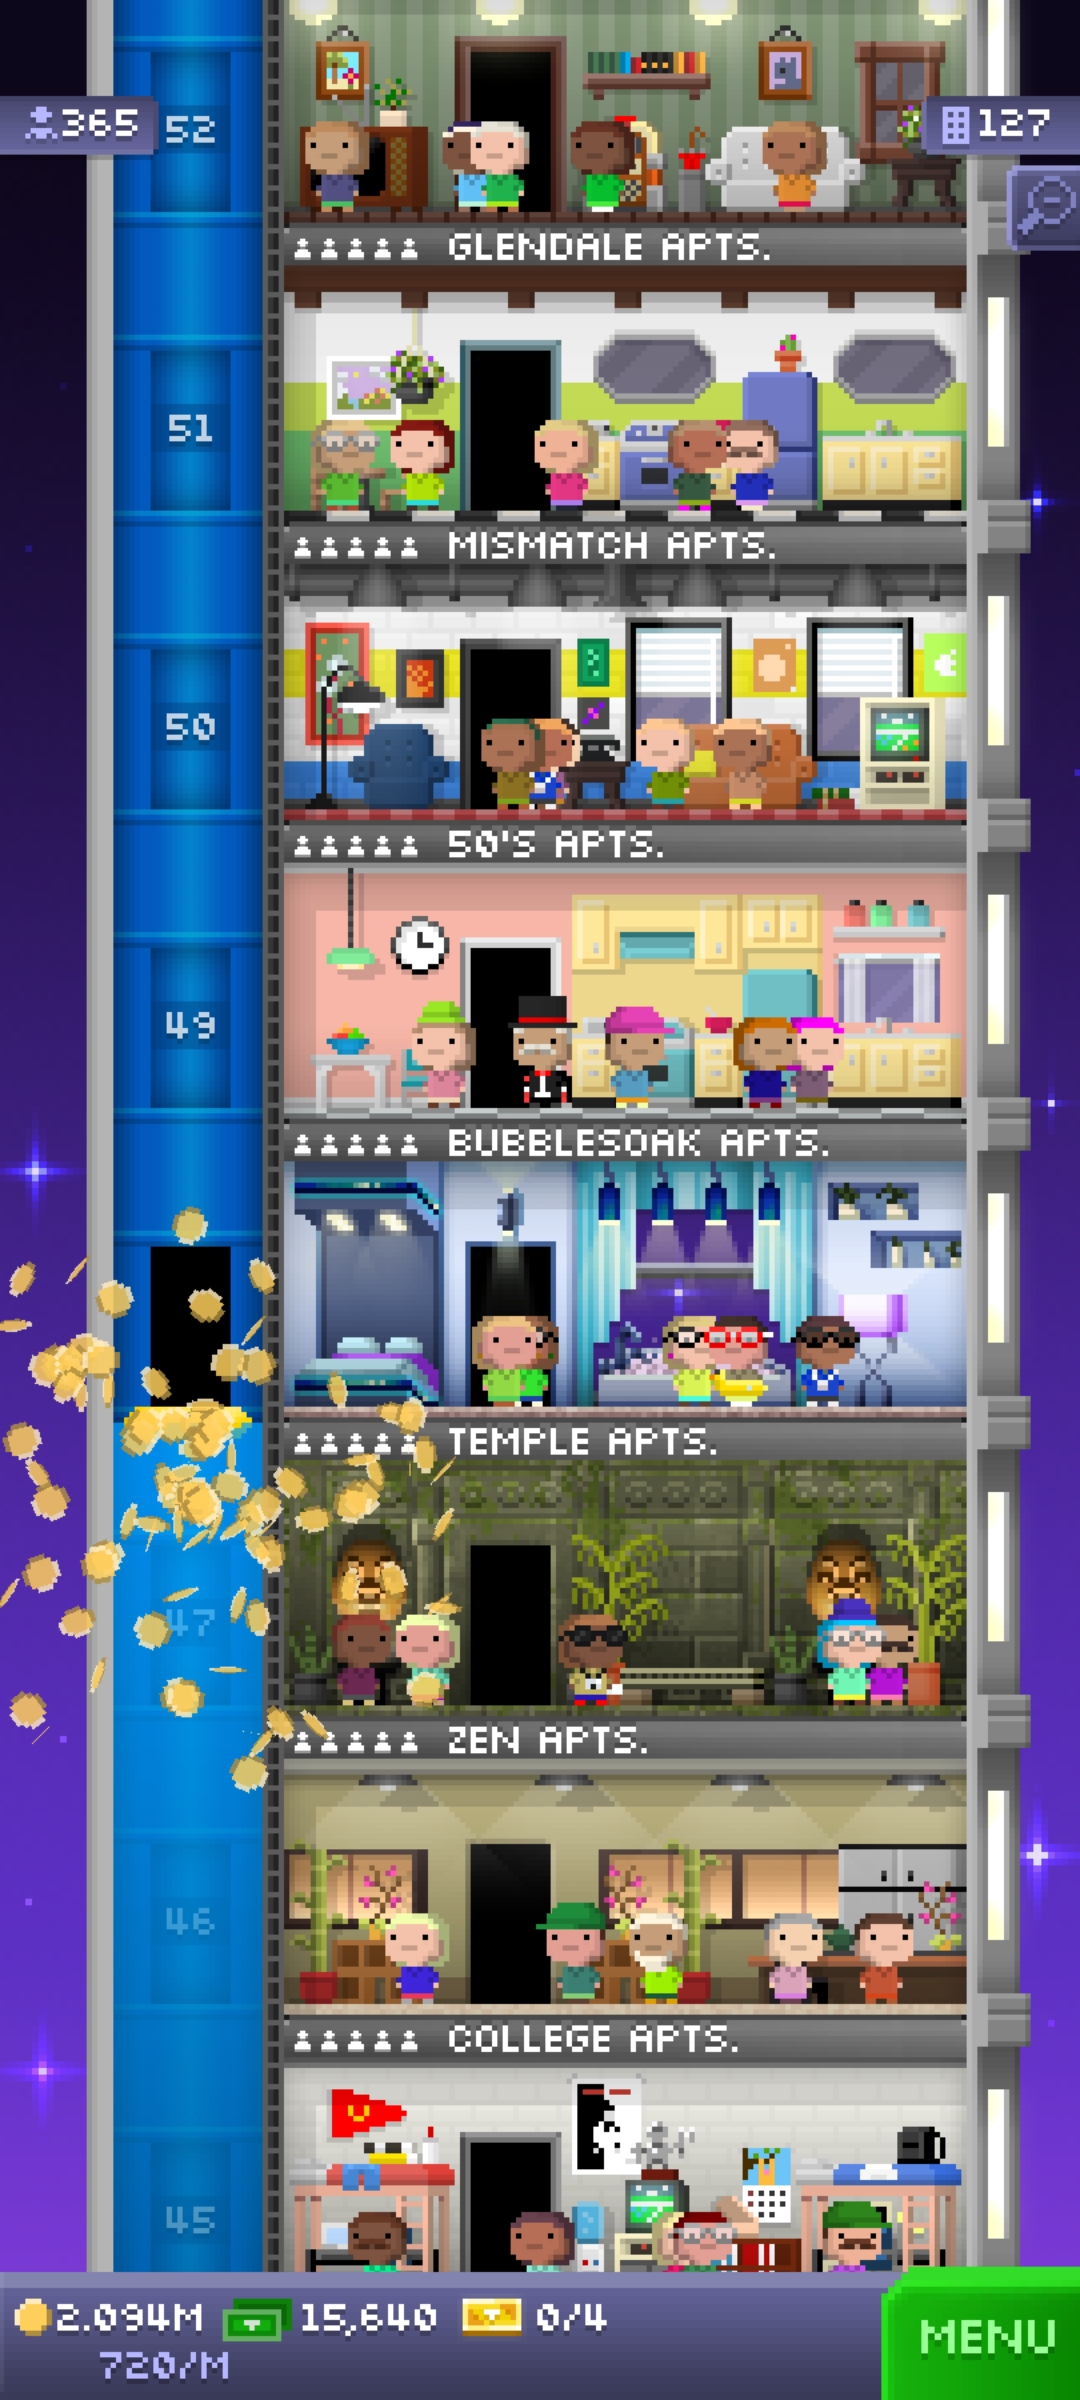 365
52
127
GLENDALE APTS.
51
MISMATCH APTS.
50
50'S APTS.
49
BUBBLESOAK APTS.
TEMPLE APTS.
47
ZEN APTS.
46
COLLEGE APTS.
45
2.094M 15,640 0/4
720/M
MENU